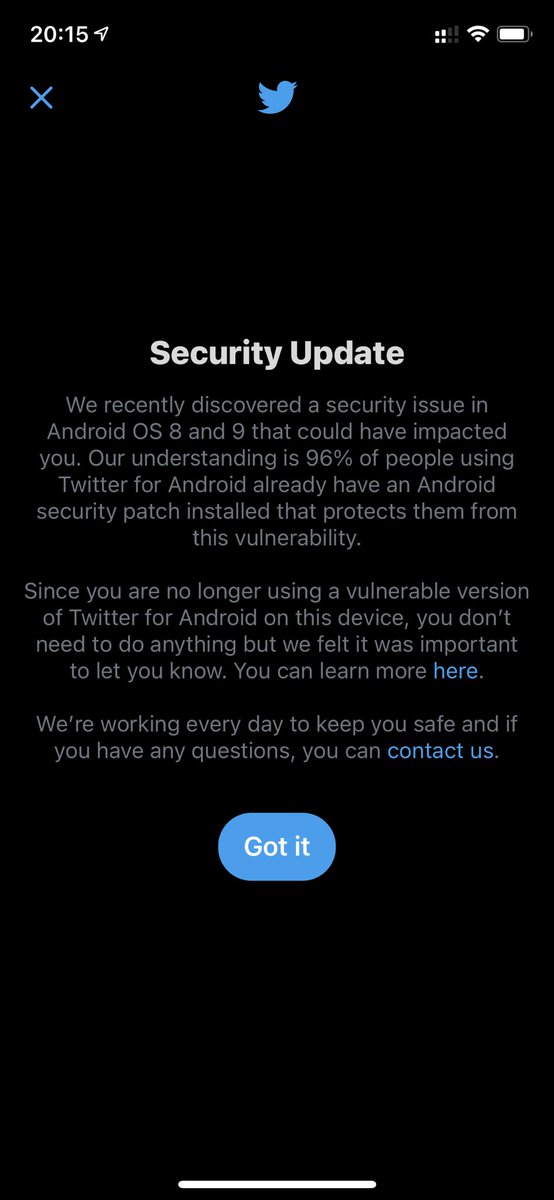 20:15
Security Update
We recently discovered a security issue in
Android OS 8 and 9 that could have impacted
you. Our understanding is 96% of people using
Twitter for Android already have an Android
security patch installed that protects them from
this vulnerability.
Since you are no longer using a vulnerable version
of Twitter for Android on this device, you don’t
need to do anything but we felt it was important
to let you know. You can learn more here.
We’re working every day to keep you safe and if
you have any questions, you can contact us.
Got it